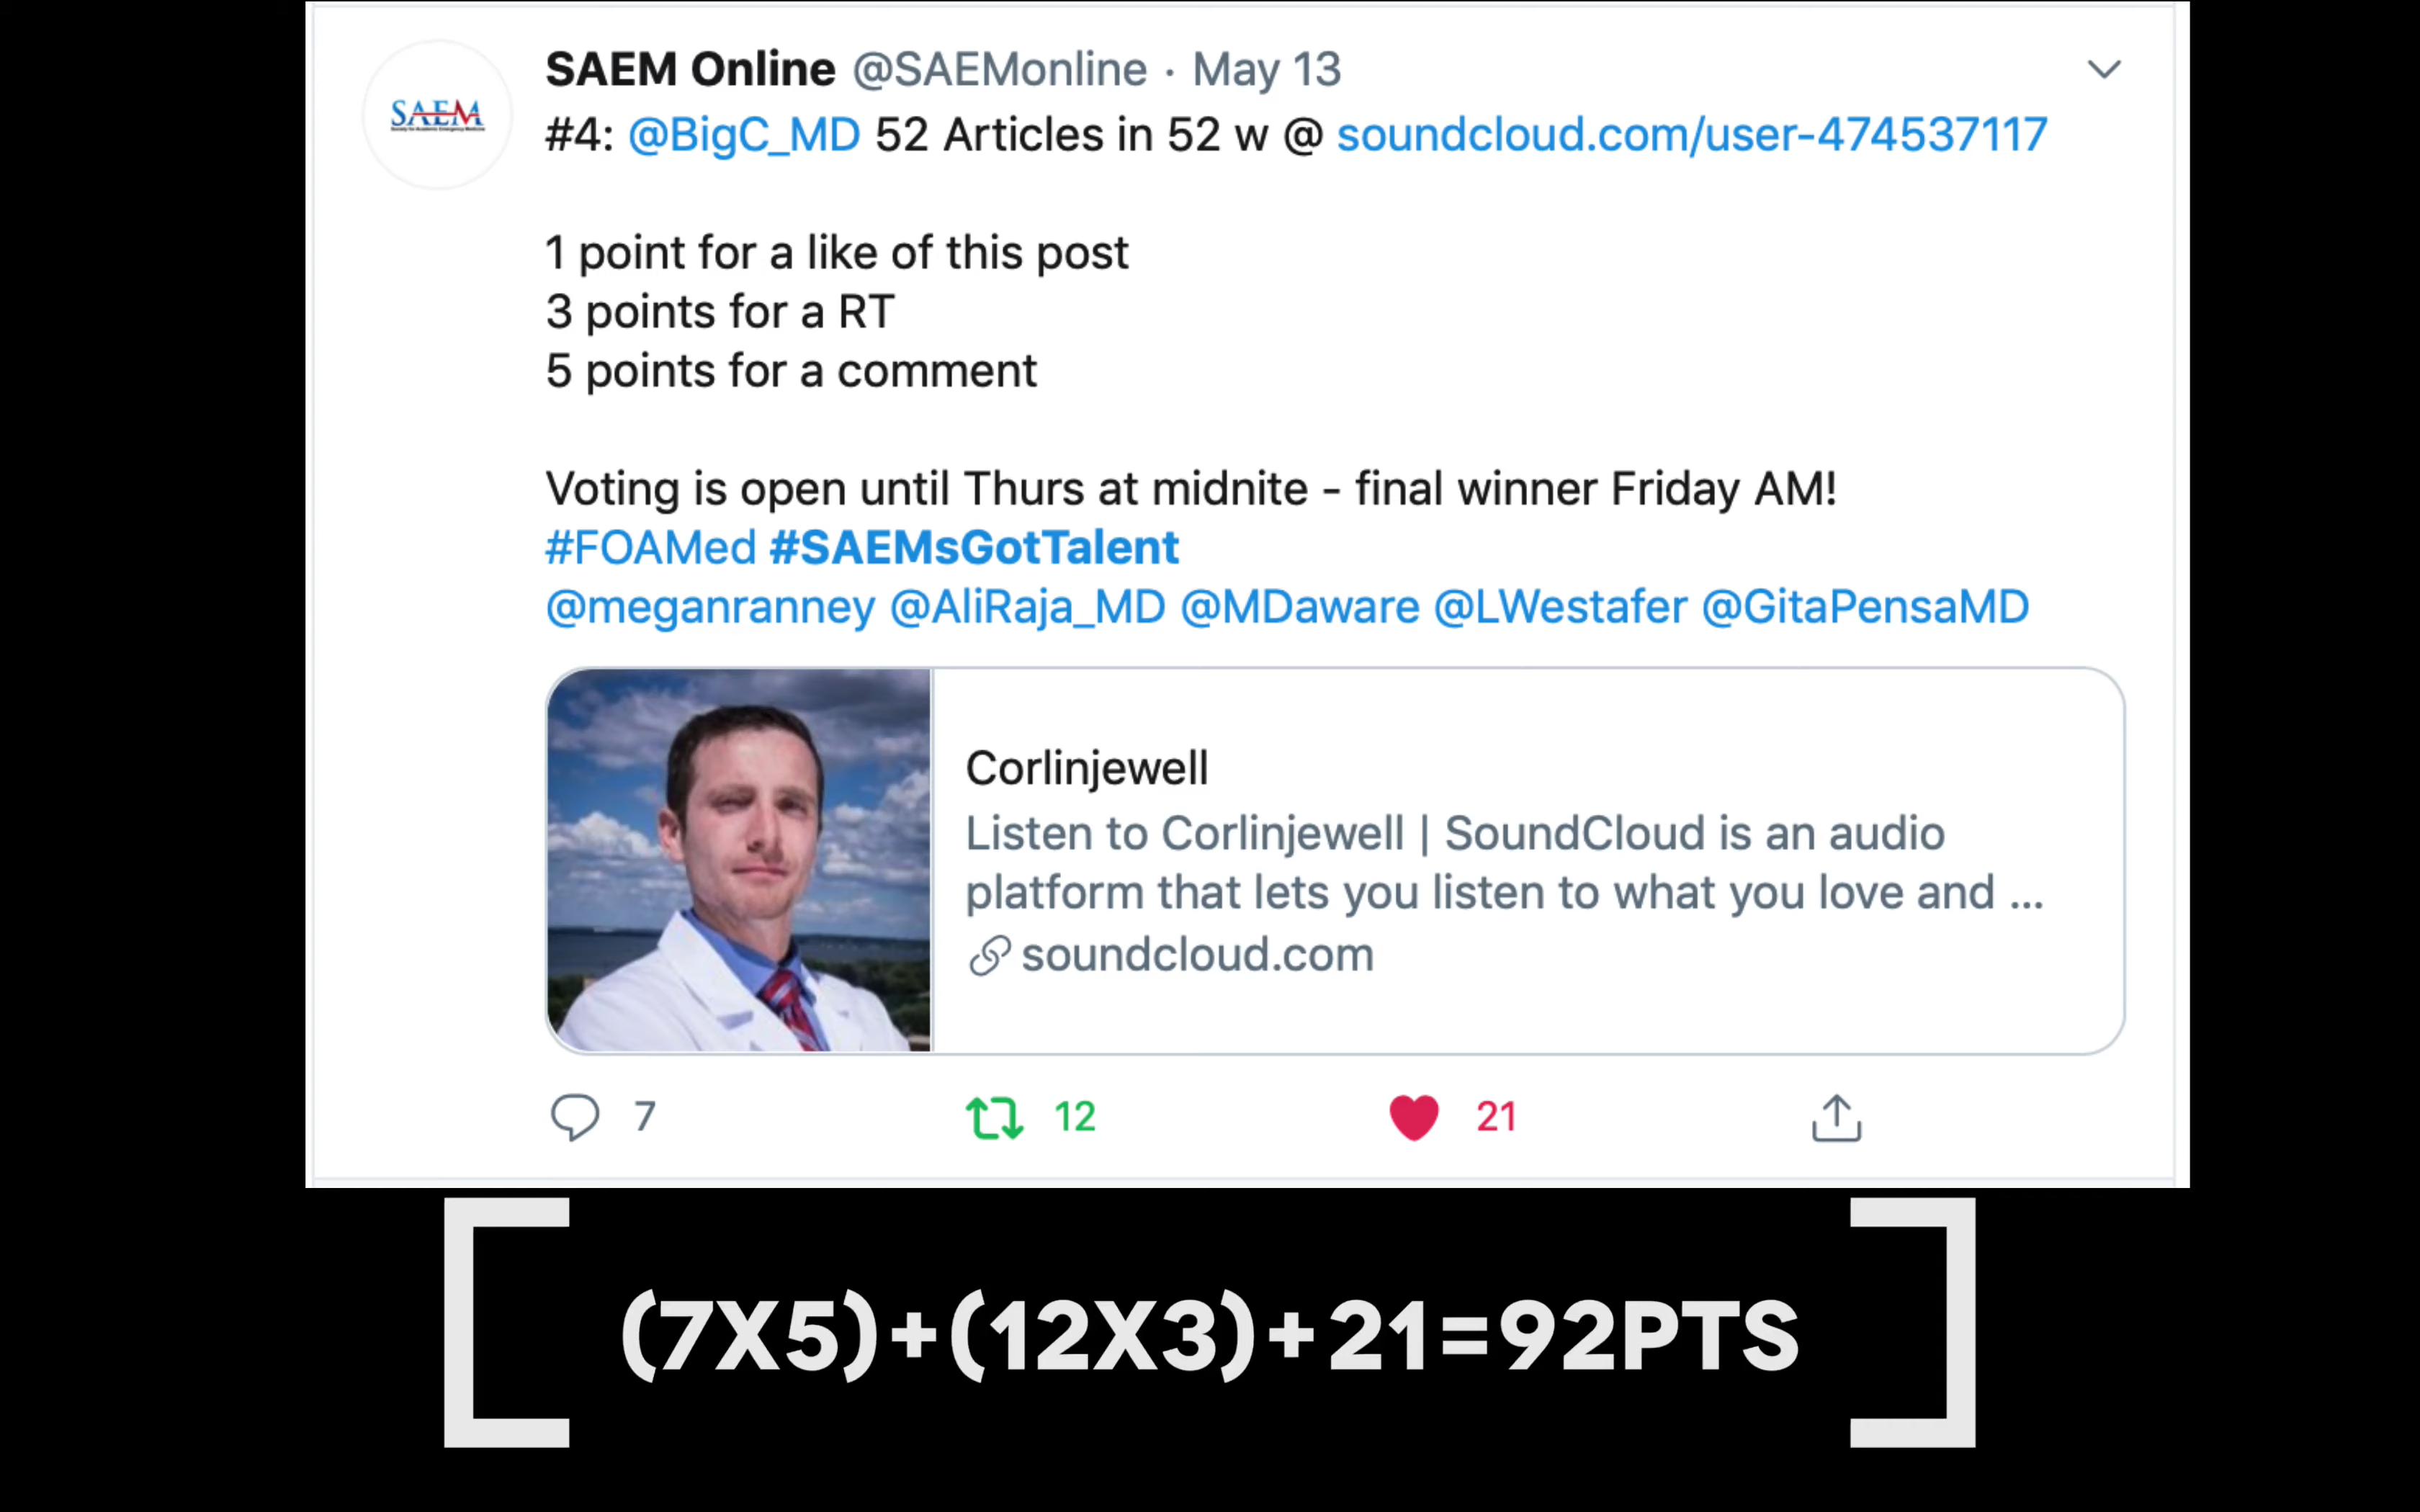 SAEM Online @SAEMonline · May 13
SAEM
#4: @BigC_MD 52 Articles in 52 w @ soundcloud.com/user-474537117
1 point for a like of this post
3 points for a RT
5 points for a comment
Voting is open until Thurs at midnite - final winner Friday AM!
#FOAMed #SAEMsGotTalent
@meganranney @AliRaja_MD @MDaware @LWestafer @GitaPensaMD
Corlinjewell
Listen to Corlinjewell | SoundCloud is an audio
platform that lets you listen to what you love and ...
soundcloud.com
7 12 21
(7X5)+(12X3)+21=92PTS